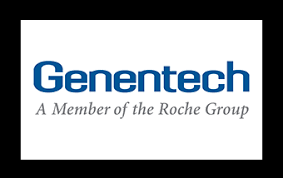 Genentech
A Member of the Roche Group